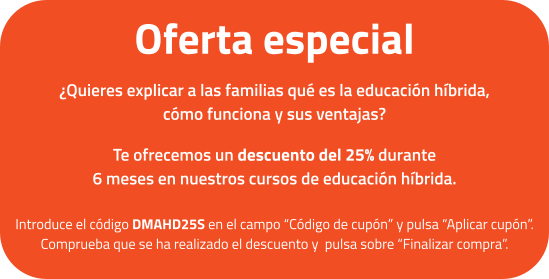 Oferta especial
¿Quieres explicar a las familias qué es la educación híbrida,
cómo funciona y sus ventajas?
Te ofrecemos un descuento del 25% durante
6 meses en nuestros cursos de educación híbrida.
Introduce el código DMAHD25S en el campo “Código de cupón” y pulsa “Aplicar cupón”.
Comprueba que se ha realizado el descuento y pulsa sobre “Finalizar compra”.